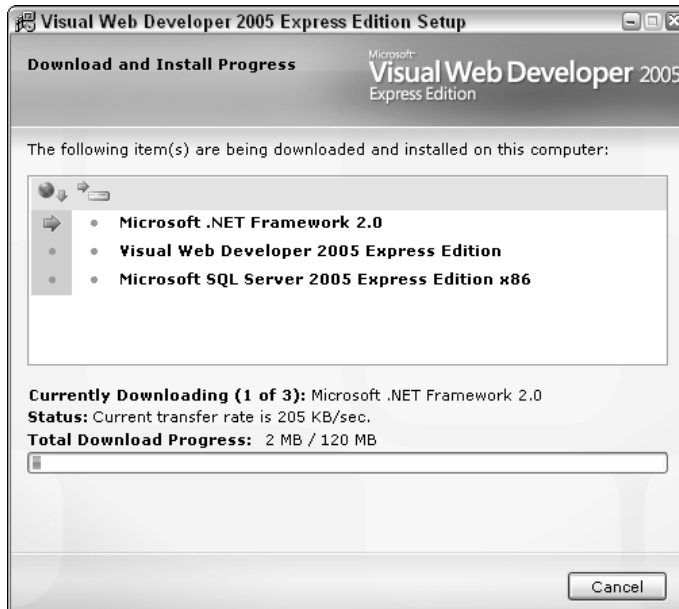 Visual Web Developer 2005 Express Edition Setup
Download and Install Progress
Microsoft
Visual Web Developer 2005
Express Edition
The following item(s) are being downloaded and installed on this computer:
Microsoft .NET Framework 2.0
Visual Web Developer 2005 Express Edition
Microsoft SQL Server 2005 Express Edition x86
Currently Downloading (1 of 3): Microsoft .NET Framework 2.0
Status: Current transfer rate is 205 KB/sec.
Total Download Progress: 2 MB / 120 MB
Cancel